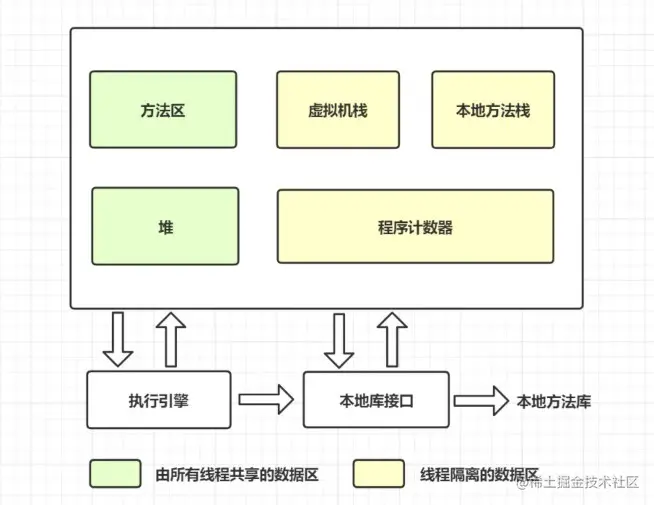 方法区
虚拟机栈
本地方法栈
堆
程序计数器
执行引擎
本地库接口
本地方法库
由所有线程共享的数据区
线程隔离的数据区
@稀土掘金技术社区